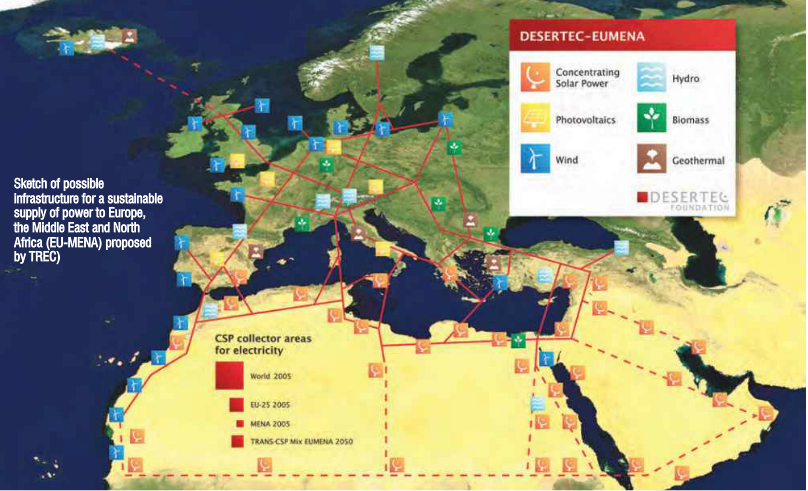 DESERTEC–EUMENA
Concentrating
Solar Power
Hydro
Photovoltaics
Biomass
Wind
Geothermal
DESERTEC
FOUNDATION
Sketch of possible
infrastructure for a sustainable
supply of power to Europe,
the Middle East and North
Africa (EU-MENA) proposed
by TREC)
CSP collector areas
for electricity
World 2005
EU-25 2005
MENA 2005
TRANS-CSP Mix EUMENA 2050